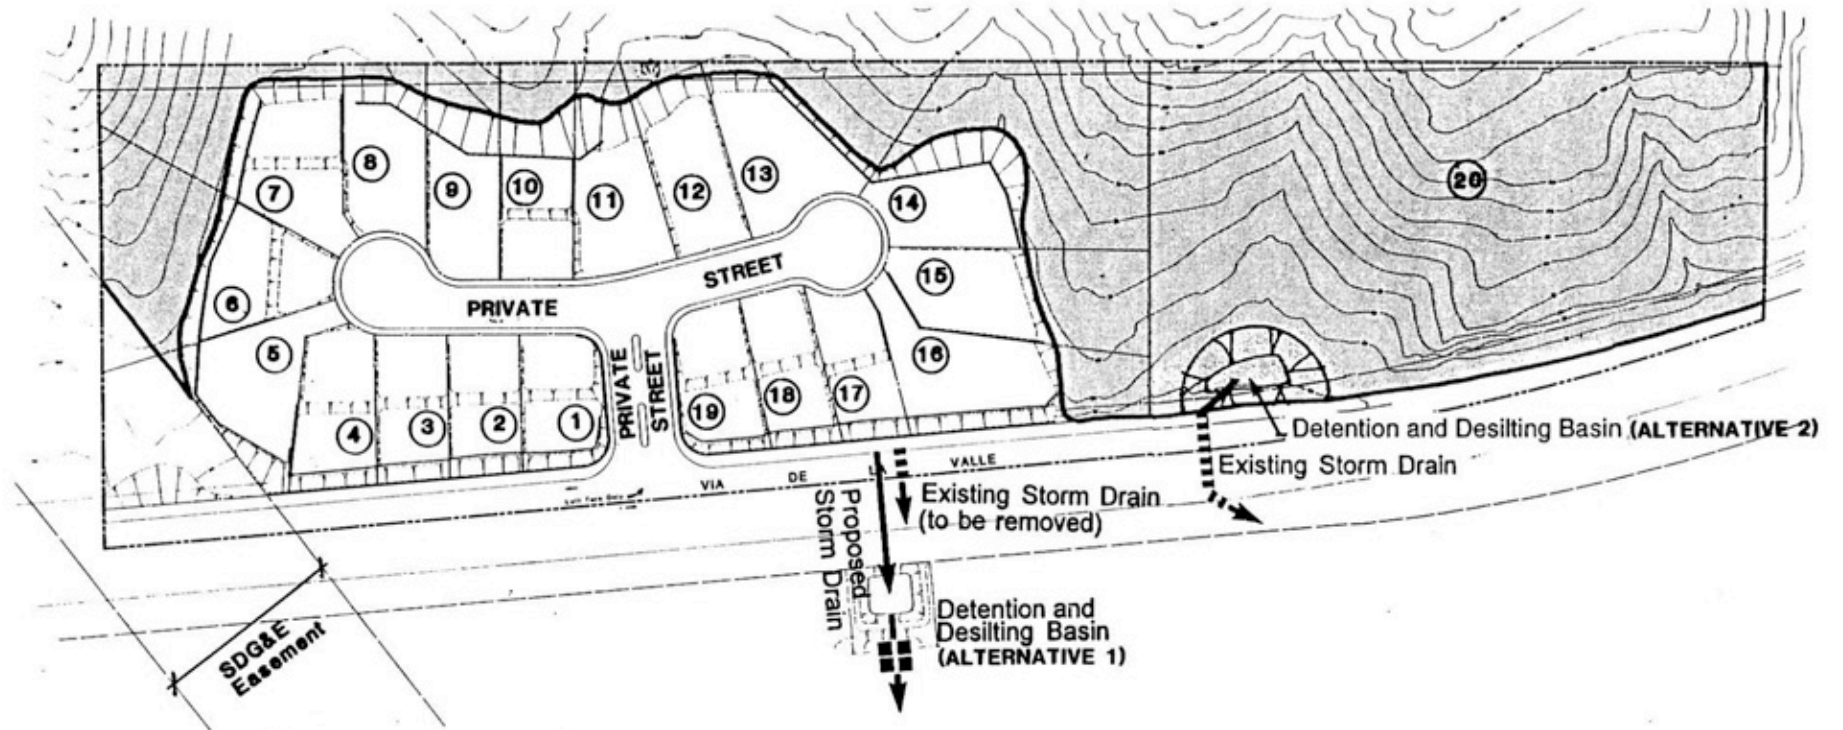 8
9
10
11
12
13
7
14
20
6
15
PRIVATE STREET
5
16
PRIVATE
STREET
4
3
2
1
19
18
17
VIA DE LA VALLE
Detention and Desilting Basin (ALTERNATIVE 2)
Existing Storm Drain
Existing Storm Drain
(to be removed)
Proposed
Storm Drain
Detention and
Desilting Basin
(ALTERNATIVE 1)
SDG&E
Easement